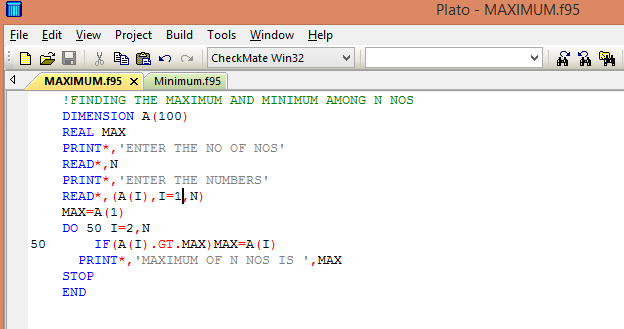 Plato - MAXIMUM.f95
File Edit View Project Build Tools Window Help
CheckMate Win32
MAXIMUM.f95 Minimum.f95
!FINDING THE MAXIMUM AND MINIMUM AMONG N NOS
DIMENSION A(100)
REAL MAX
PRINT*,'ENTER THE NO OF NOS'
READ*,N
PRINT*,'ENTER THE NUMBERS'
READ*,(A(I),I=1,N)
MAX=A(1)
DO 50 I=2,N
50 IF(A(I).GT.MAX)MAX=A(I)
PRINT*,'MAXIMUM OF N NOS IS ',MAX
STOP
END